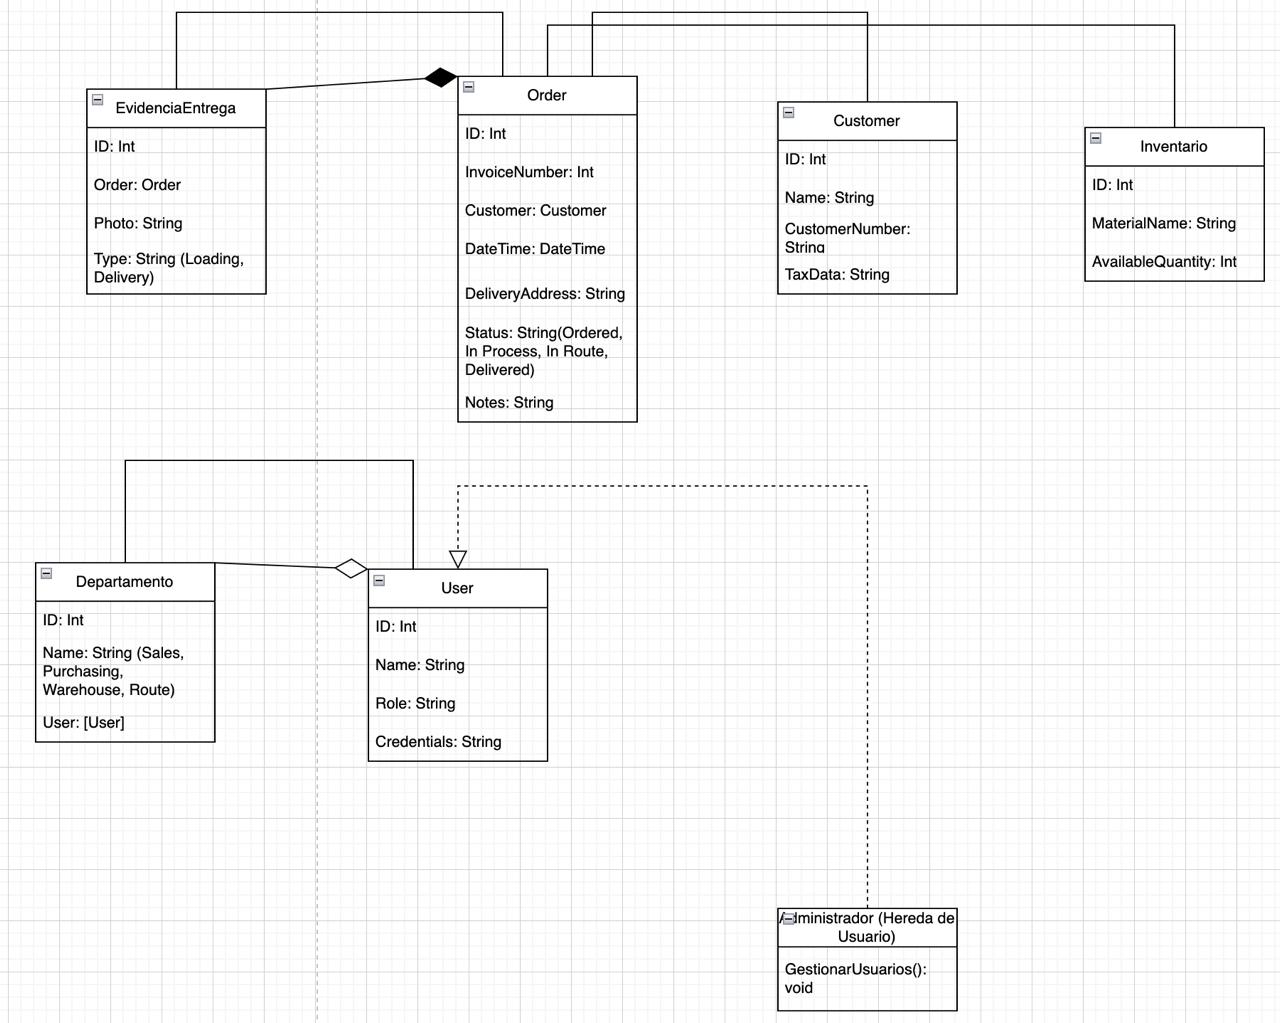 EvidenciaEntrega
ID: Int
Order: Order
Photo: String
Type: String (Loading,
Delivery)
Order
ID: Int
InvoiceNumber: Int
Customer: Customer
DateTime: DateTime
DeliveryAddress: String
Status: String(Ordered,
In Process, In Route,
Delivered)
Notes: String
Customer
ID: Int
Name: String
CustomerNumber:
String
TaxData: String
Inventario
ID: Int
MaterialName: String
AvailableQuantity: Int
Departamento
ID: Int
Name: String (Sales,
Purchasing,
Warehouse, Route)
User: [User]
User
ID: Int
Name: String
Role: String
Credentials: String
Administrador (Hereda de
Usuario)
GestionarUsuarios():
void